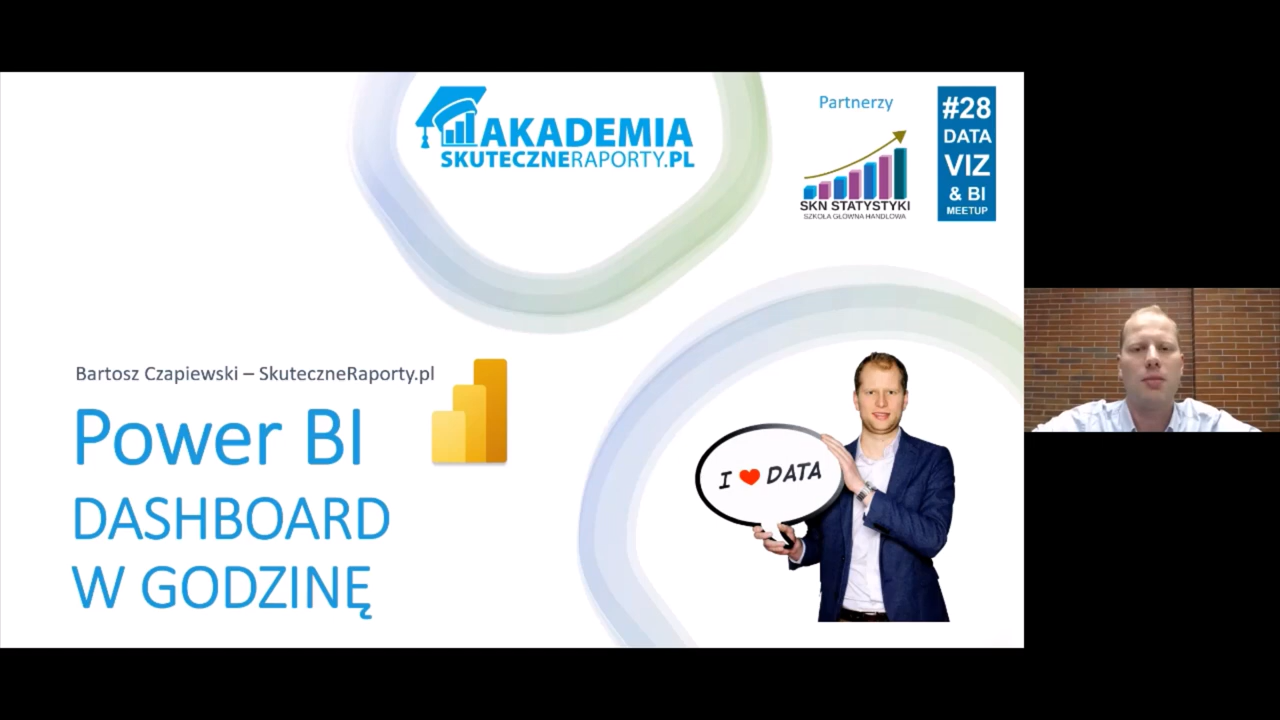 AKADEMIA
SKUTECZNERAPORTY.PL
Partnerzy
SKN STATYSTYKI
SZKOŁA GŁÓWNA HANDLOWA
#28
DATA
VIZ
& BI
MEETUP
Bartosz Czapiewski – SkuteczneRaporty.pl
Power BI
DASHBOARD
W GODZINĘ
I ❤ DATA